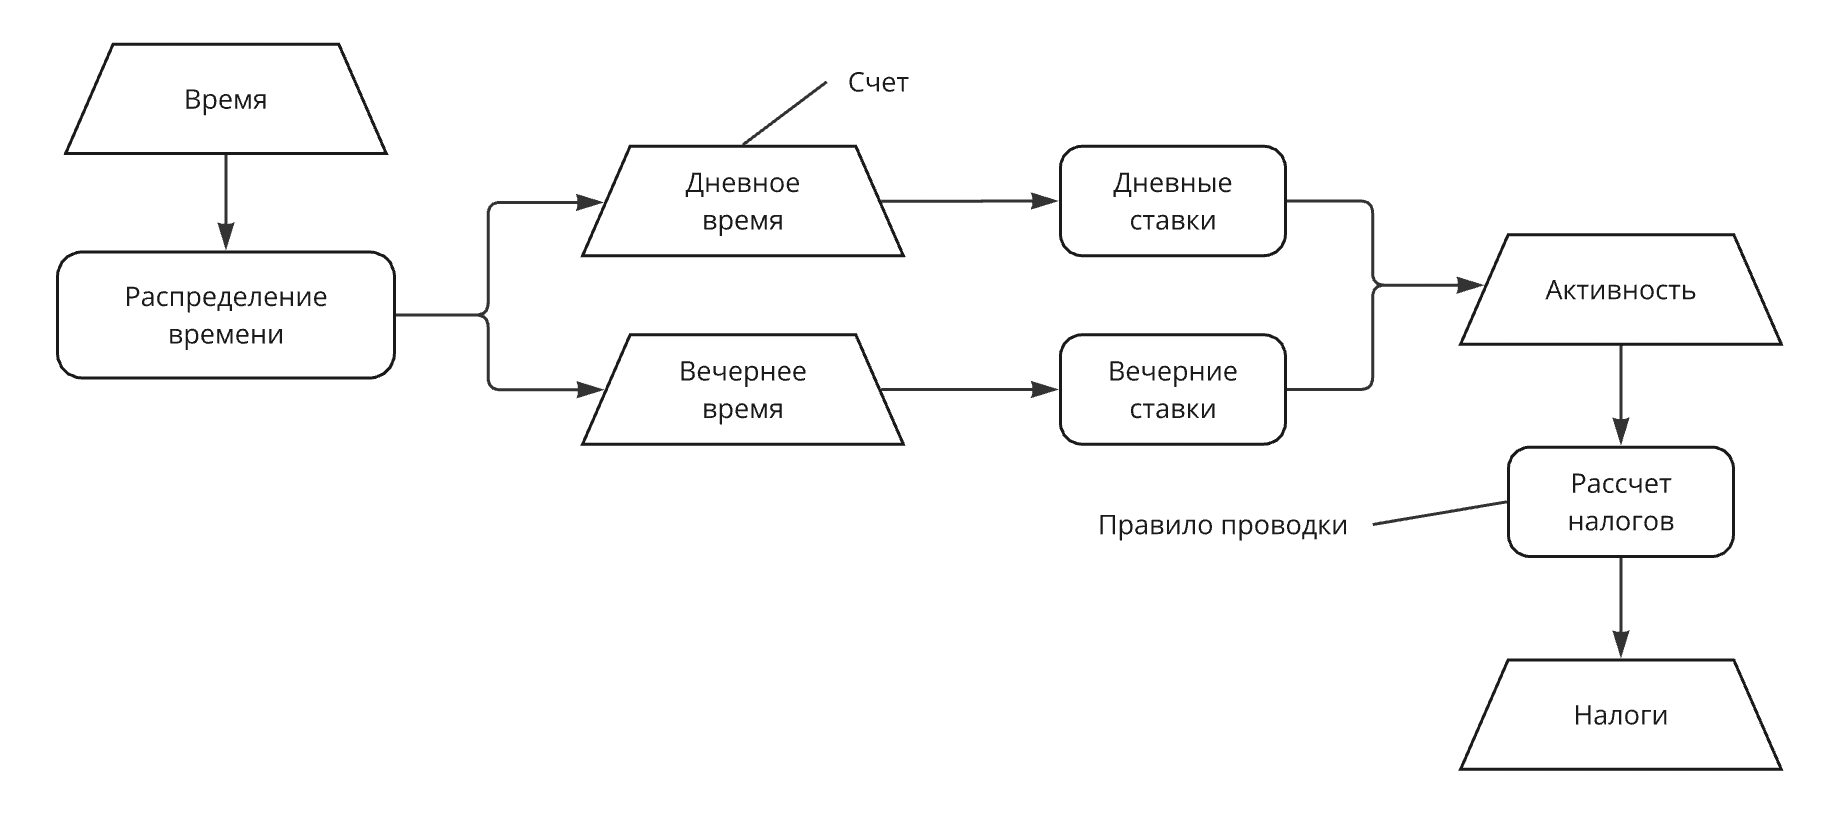 Время
Распределение
времени
Счет
Дневное
время
Вечернее
время
Дневные
ставки
Вечерние
ставки
Активность
Рассчет
налогов
Правило проводки
Налоги